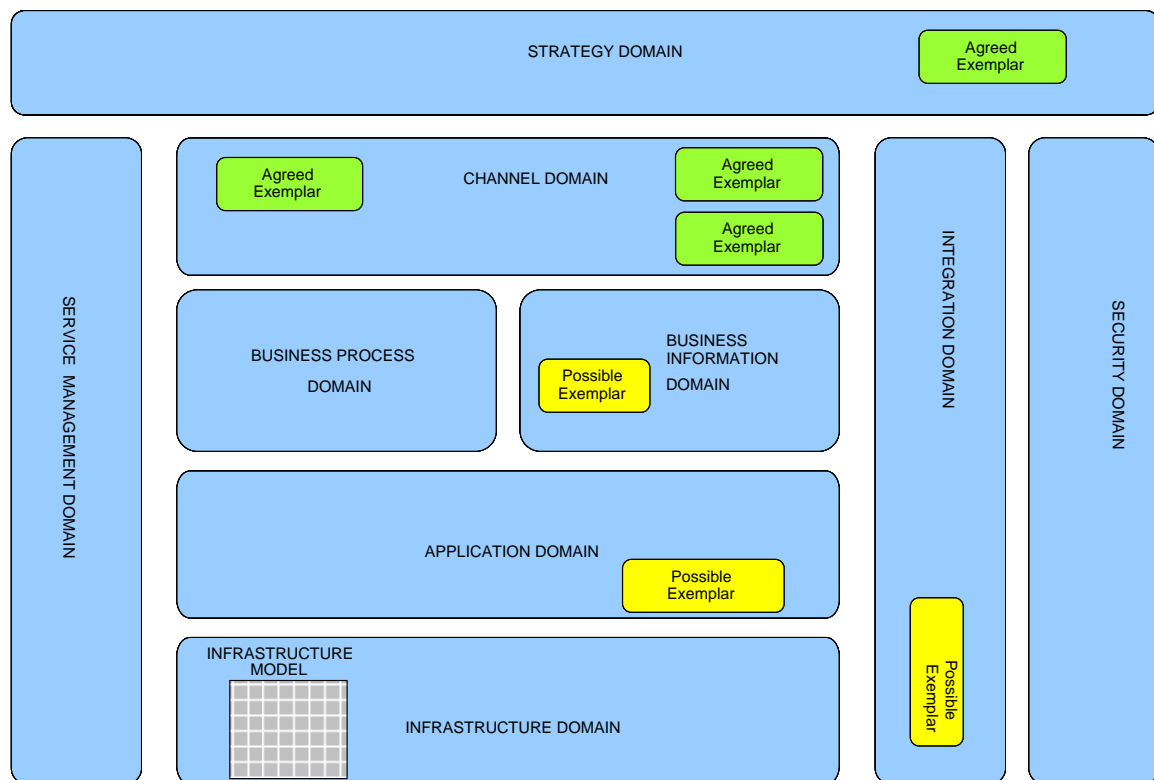 STRATEGY DOMAIN
Agreed
Exemplar
SERVICE MANAGEMENT DOMAIN
Agreed
Exemplar
CHANNEL DOMAIN
Agreed
Exemplar
Agreed
Exemplar
BUSINESS PROCESS
DOMAIN
BUSINESS
INFORMATION
DOMAIN
Possible
Exemplar
APPLICATION DOMAIN
Possible
Exemplar
INFRASTRUCTURE
MODEL
INFRASTRUCTURE DOMAIN
INTEGRATION DOMAIN
Possible
Exemplar
SECURITY DOMAIN